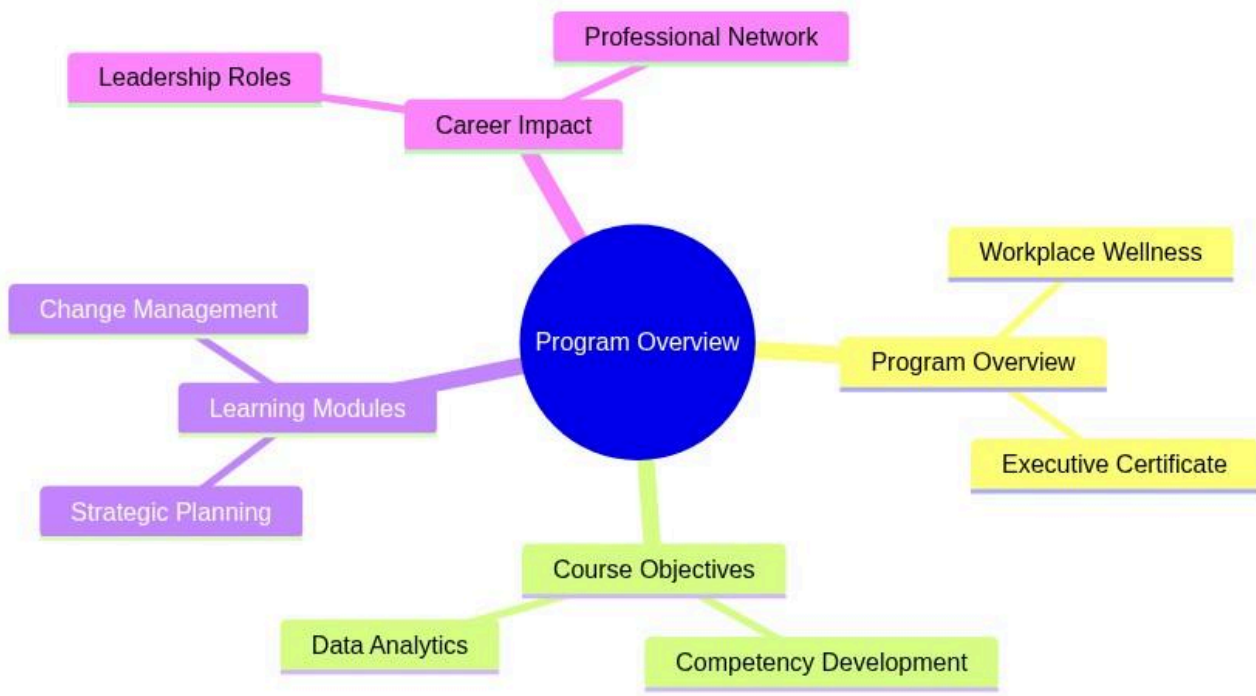 Professional Network
Leadership Roles
Career Impact
Workplace Wellness
Change Management
Program Overview
Program Overview
Learning Modules
Executive Certificate
Strategic Planning
Course Objectives
Data Analytics
Competency Development